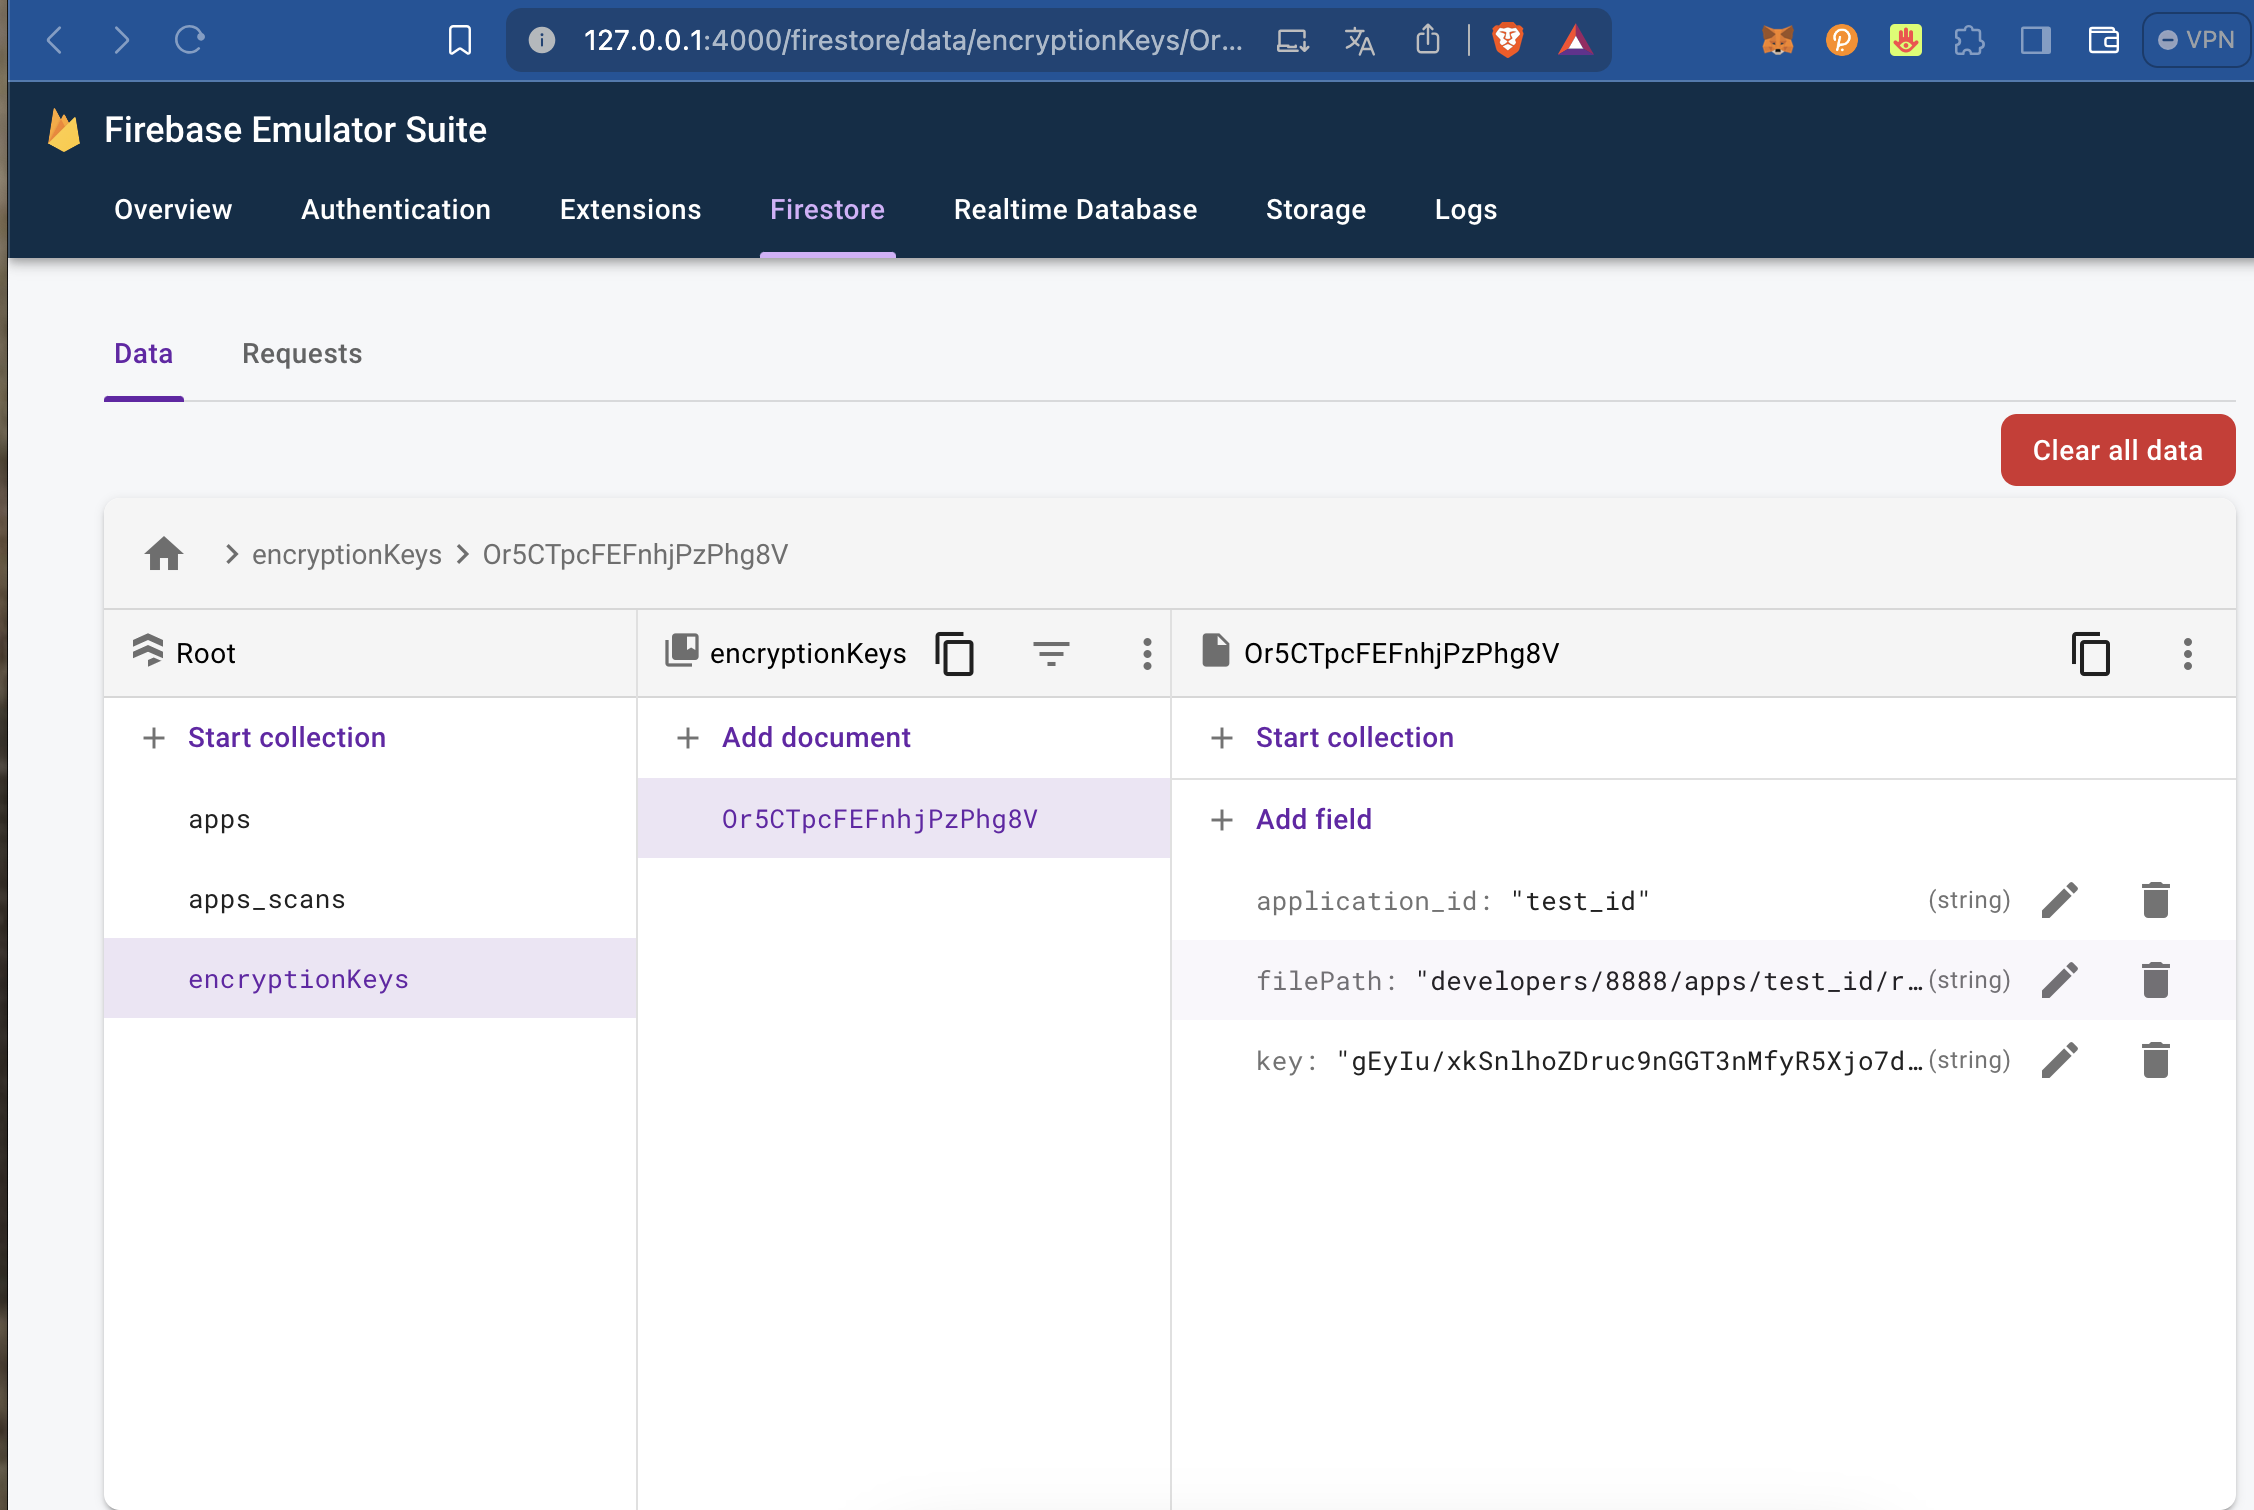 127.0.0.1:4000/firestore/data/encryptionKeys/Or...
VPN
Firebase Emulator Suite
Overview Authentication Extensions Firestore Realtime Database Storage Logs
Data Requests
Clear all data
encryptionKeys Or5CTpcFEFnhjPzPhg8V
Root
encryptionKeys
Or5CTpcFEFnhjPzPhg8V
Start collection
Add document
Start collection
apps
Or5CTpcFEFnhjPzPhg8V
Add field
apps_scans
application_id: "test_id" (string)
encryptionKeys
filePath: "developers/8888/apps/test_id/r... (string)
key: "gEyIu/xkSnlhoZDruc9nGGT3nMfyR5Xjo7d... (string)